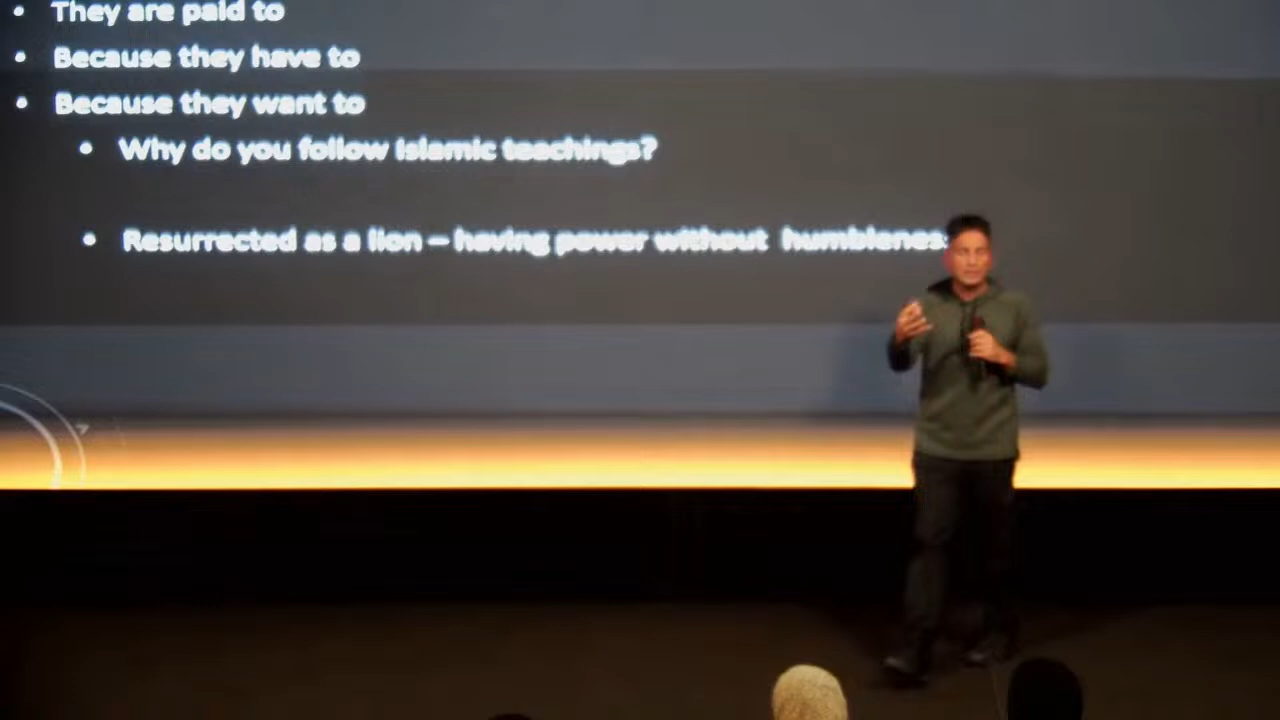 • They are paid to
• Because they have to
• Because they want to
• Why do you follow Islamic teachings?
• Resurrected as a lion – having power without humbleness